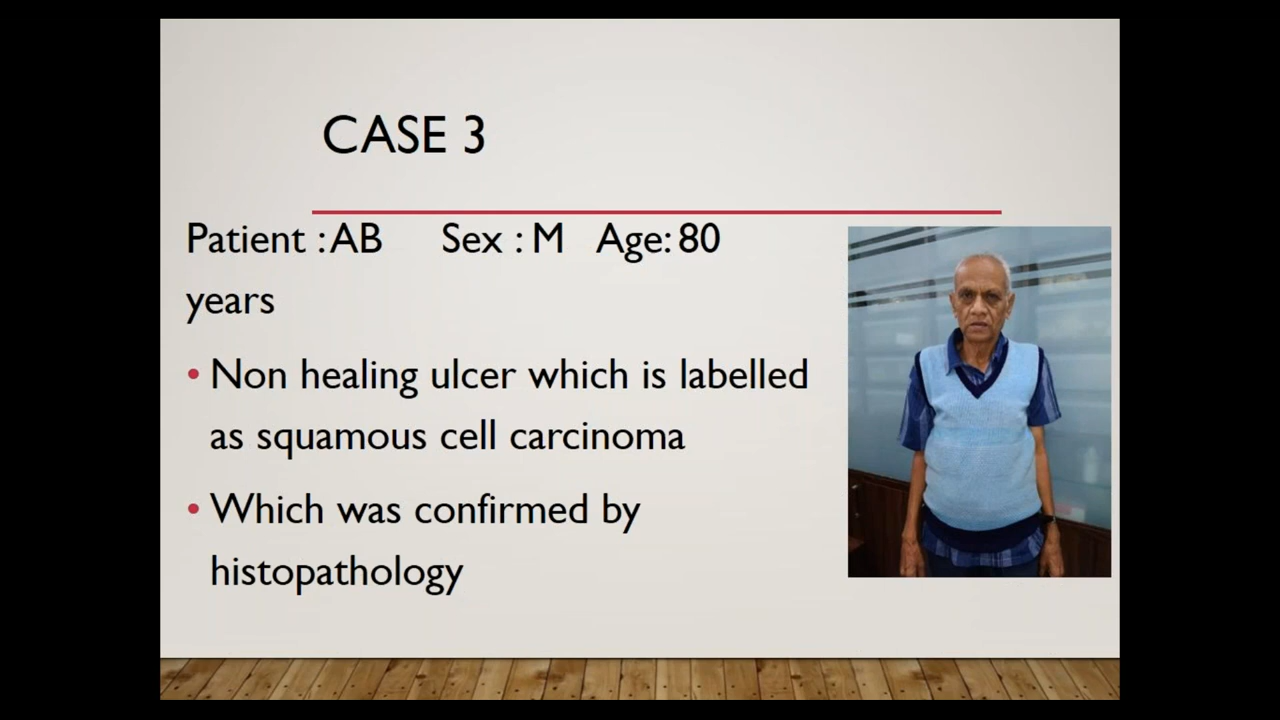 CASE 3
Patient : AB Sex : M Age: 80
years
• Non healing ulcer which is labelled
as squamous cell carcinoma
• Which was confirmed by
histopathology